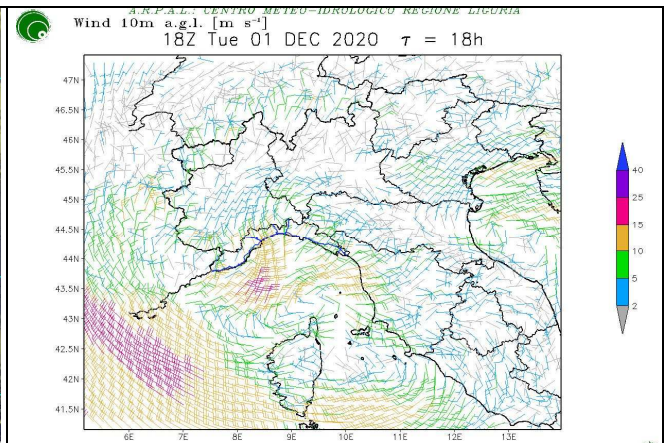 A.R.P.A.L.: CENTRO METEO-IDROLOGICO REGIONE LIGURIA
Wind 10m a.g.l. [m s⁻¹]
18Z Tue 01 DEC 2020 τ = 18h
47N
46.5N
46N
45.5N
45N
44.5N
44N
43.5N
43N
42.5N
42N
41.5N
6E 7E 8E 9E 10E 11E 12E 13E
40
25
15
10
5
2